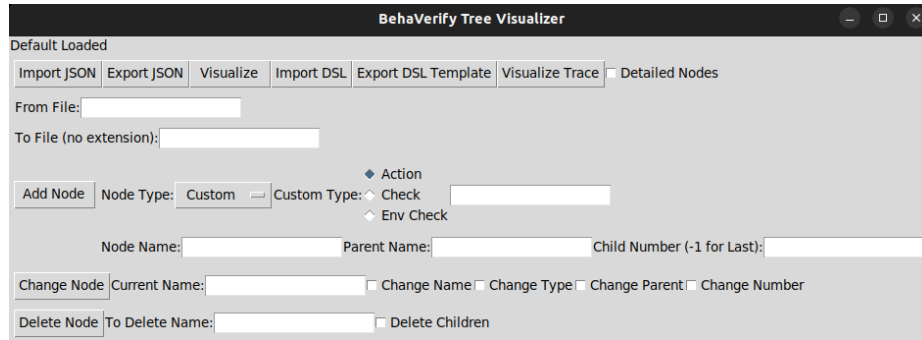 BehaVerify Tree Visualizer
Default Loaded
Import JSON Export JSON Visualize Import DSL Export DSL Template Visualize Trace Detailed Nodes
From File:
To File (no extension):
Action
Add Node Node Type: Custom Custom Type: Check
Env Check
Node Name: Parent Name: Child Number (-1 for Last):
Change Node Current Name: Change Name Change Type Change Parent Change Number
Delete Node To Delete Name: Delete Children